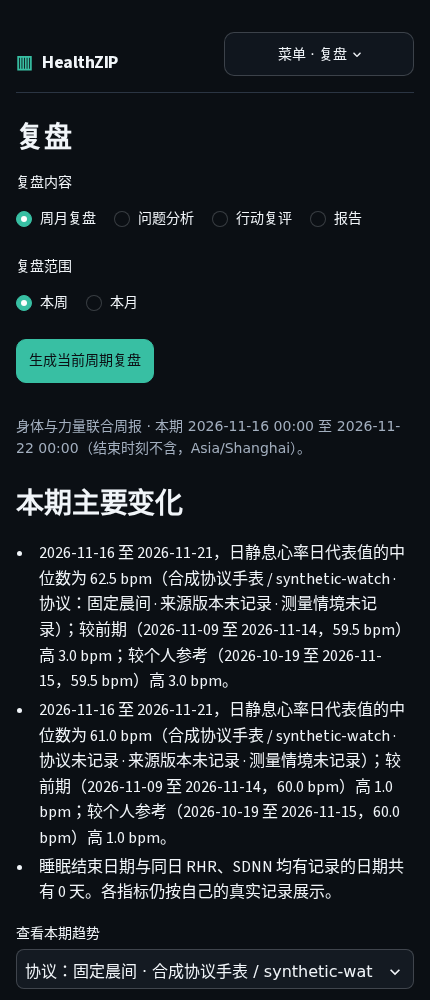 HealthZIP
菜单 · 复盘
复盘
复盘内容
周月复盘 问题分析 行动复评 报告
复盘范围
本周 本月
生成当前周期复盘
身体与力量联合周报 · 本期 2026-11-16 00:00 至 2026-11-
22 00:00（结束时刻不含，Asia/Shanghai）。
本期主要变化
• 2026-11-16 至 2026-11-21，日静息心率日代表值的中
位数为 62.5 bpm（合成协议手表 / synthetic-watch ·
协议：固定晨间 · 来源版本未记录 · 测量情境未记
录）；较前期（2026-11-09 至 2026-11-14，59.5 bpm）
高 3.0 bpm；较个人参考（2026-10-19 至 2026-11-
15，59.5 bpm）高 3.0 bpm。
• 2026-11-16 至 2026-11-21，日静息心率日代表值的中
位数为 61.0 bpm（合成协议手表 / synthetic-watch ·
协议未记录 · 来源版本未记录 · 测量情境未记录）；较
前期（2026-11-09 至 2026-11-14，60.0 bpm）高 1.0
bpm；较个人参考（2026-10-19 至 2026-11-15，60.0
bpm）高 1.0 bpm。
• 睡眠结束日期与同日 RHR、SDNN 均有记录的日期共
有 0 天。各指标仍按自己的真实记录展示。
查看本期趋势
协议：固定晨间 · 合成协议手表 / synthetic-wat